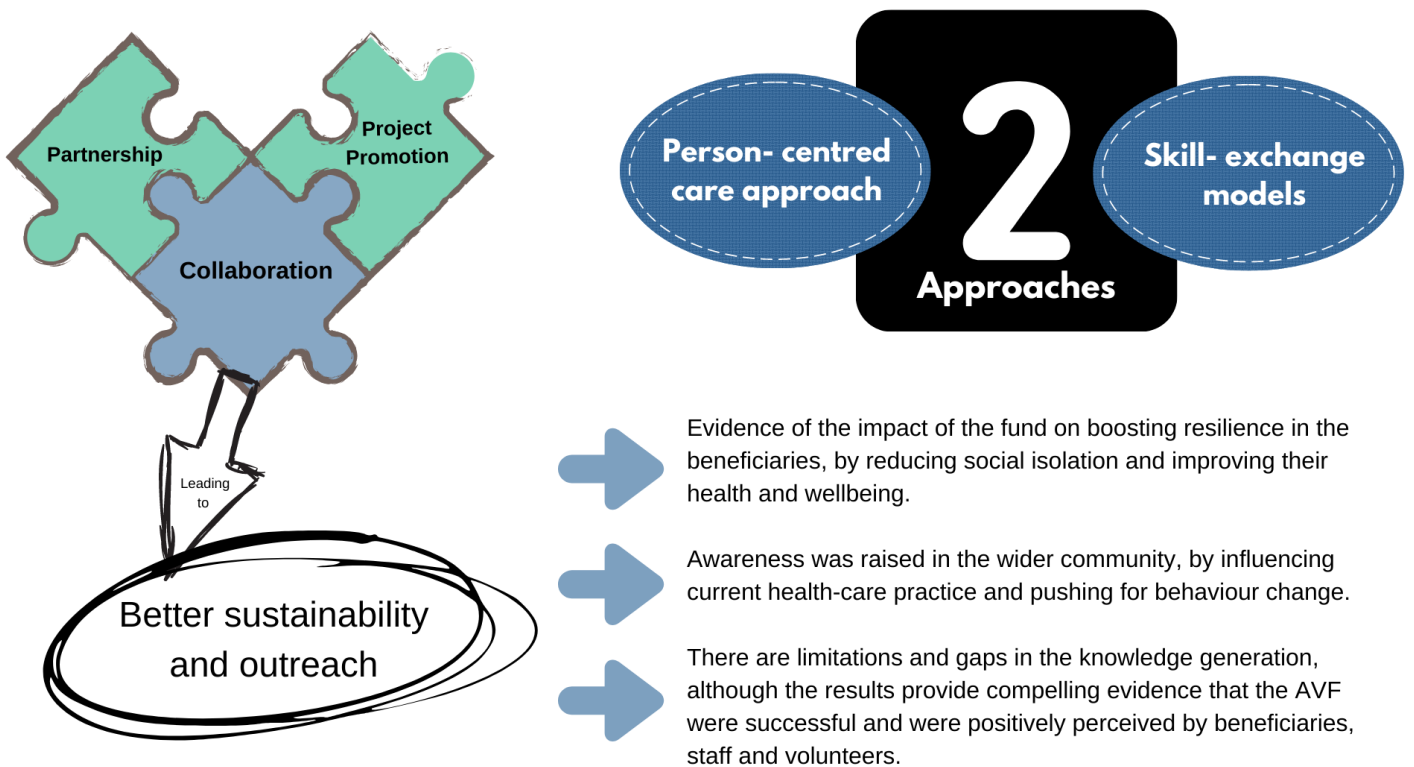 Partnership
Project
Promotion
Collaboration
Leading
to
Better sustainability
and outreach
Person- centred
care approach
2
Approaches
Skill- exchange
models
Evidence of the impact of the fund on boosting resilience in the
beneficiaries, by reducing social isolation and improving their
health and wellbeing.
Awareness was raised in the wider community, by influencing
current health-care practice and pushing for behaviour change.
There are limitations and gaps in the knowledge generation,
although the results provide compelling evidence that the AVF
were successful and were positively perceived by beneficiaries,
staff and volunteers.